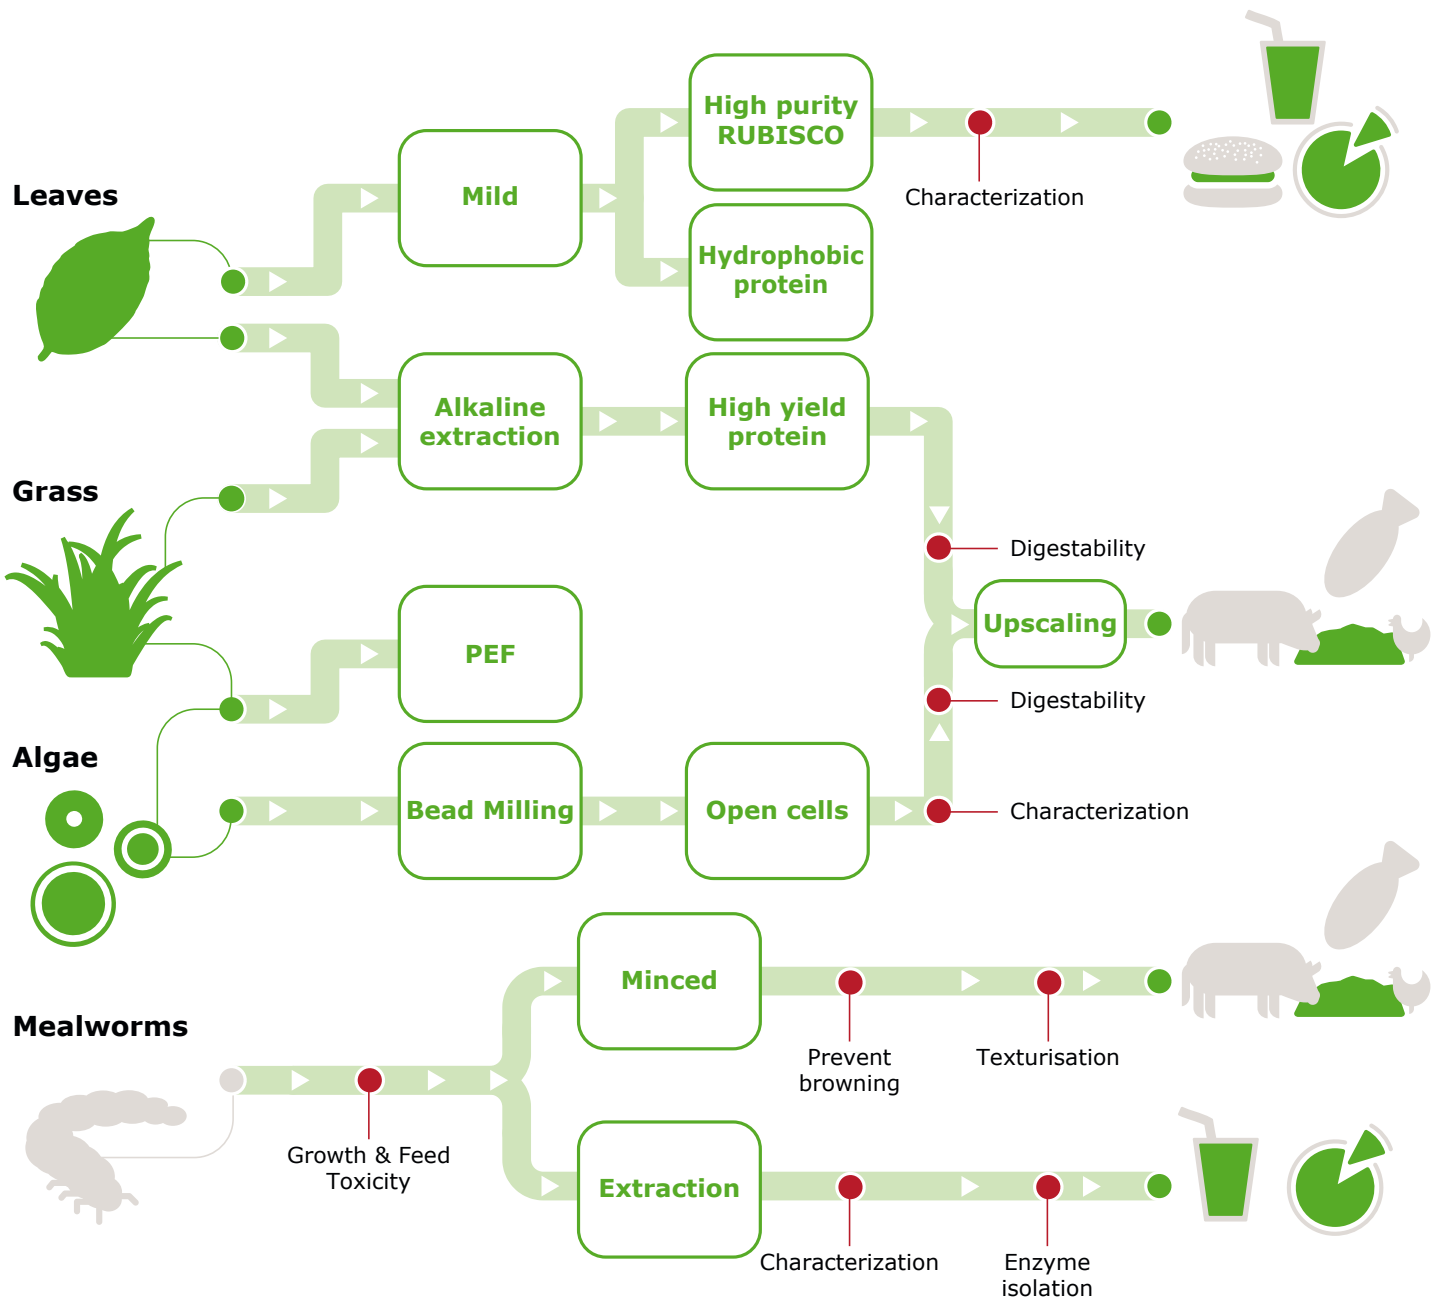 High purity
RUBISCO
Characterization
Leaves
Mild
Hydrophobic
protein
Alkaline
extraction
High yield
protein
Grass
Digestability
PEF
Upscaling
Digestability
Algae
Bead Milling
Open cells
Characterization
Minced
Mealworms
Prevent
browning
Texturisation
Growth & Feed
Toxicity
Extraction
Characterization
Enzyme
isolation